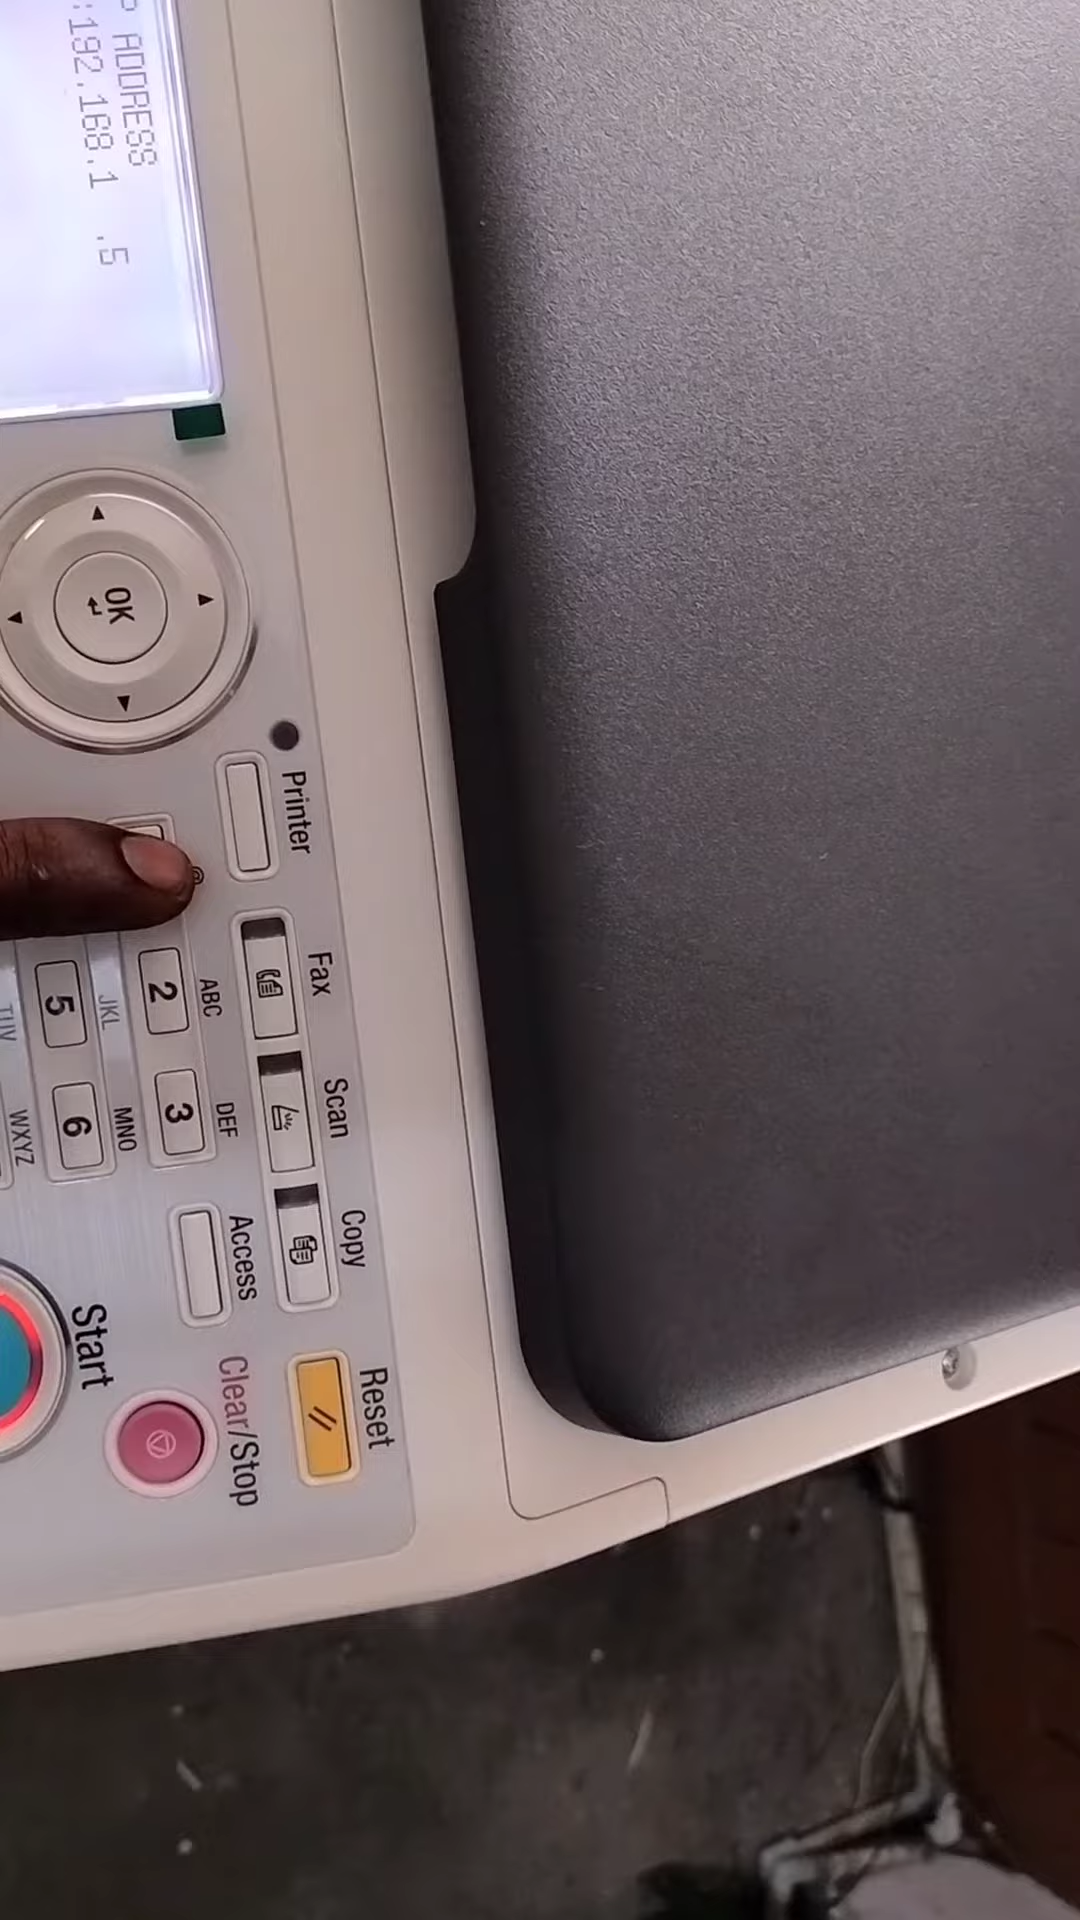 ADDRESS
:192.168.1 .5
OK
Printer
Fax
Scan
Copy
Reset
@
ABC
DEF
Access
Clear/Stop
2
3
JKL
MNO
5
6
Start
TUV
WXYZ